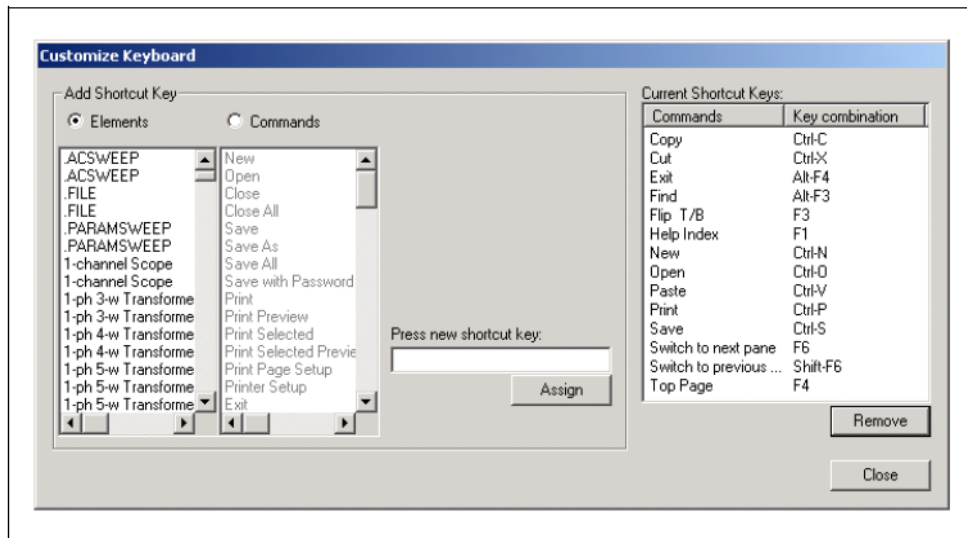 Customize Keyboard
Add Shortcut Key
Elements
Commands
.ACSWEEP
.ACSWEEP
.FILE
.FILE
.PARAMSWEEP
.PARAMSWEEP
1-channel Scope
1-channel Scope
1-ph 3-w Transforme
1-ph 3-w Transforme
1-ph 4-w Transforme
1-ph 4-w Transforme
1-ph 5-w Transforme
1-ph 5-w Transforme
1-ph 5-w Transforme
New
Open
Close
Close All
Save
Save As
Save All
Save with Password
Print
Print Preview
Print Selected
Print Selected Previe
Print Page Setup
Printer Setup
Exit
Press new shortcut key:
Assign
Current Shortcut Keys:
Commands Key combination
Copy Ctrl-C
Cut Ctrl-X
Exit Alt-F4
Find Alt-F3
Flip T/B F3
Help Index F1
New Ctrl-N
Open Ctrl-O
Paste Ctrl-V
Print Ctrl-P
Save Ctrl-S
Switch to next pane F6
Switch to previous ... Shift-F6
Top Page F4
Remove
Close